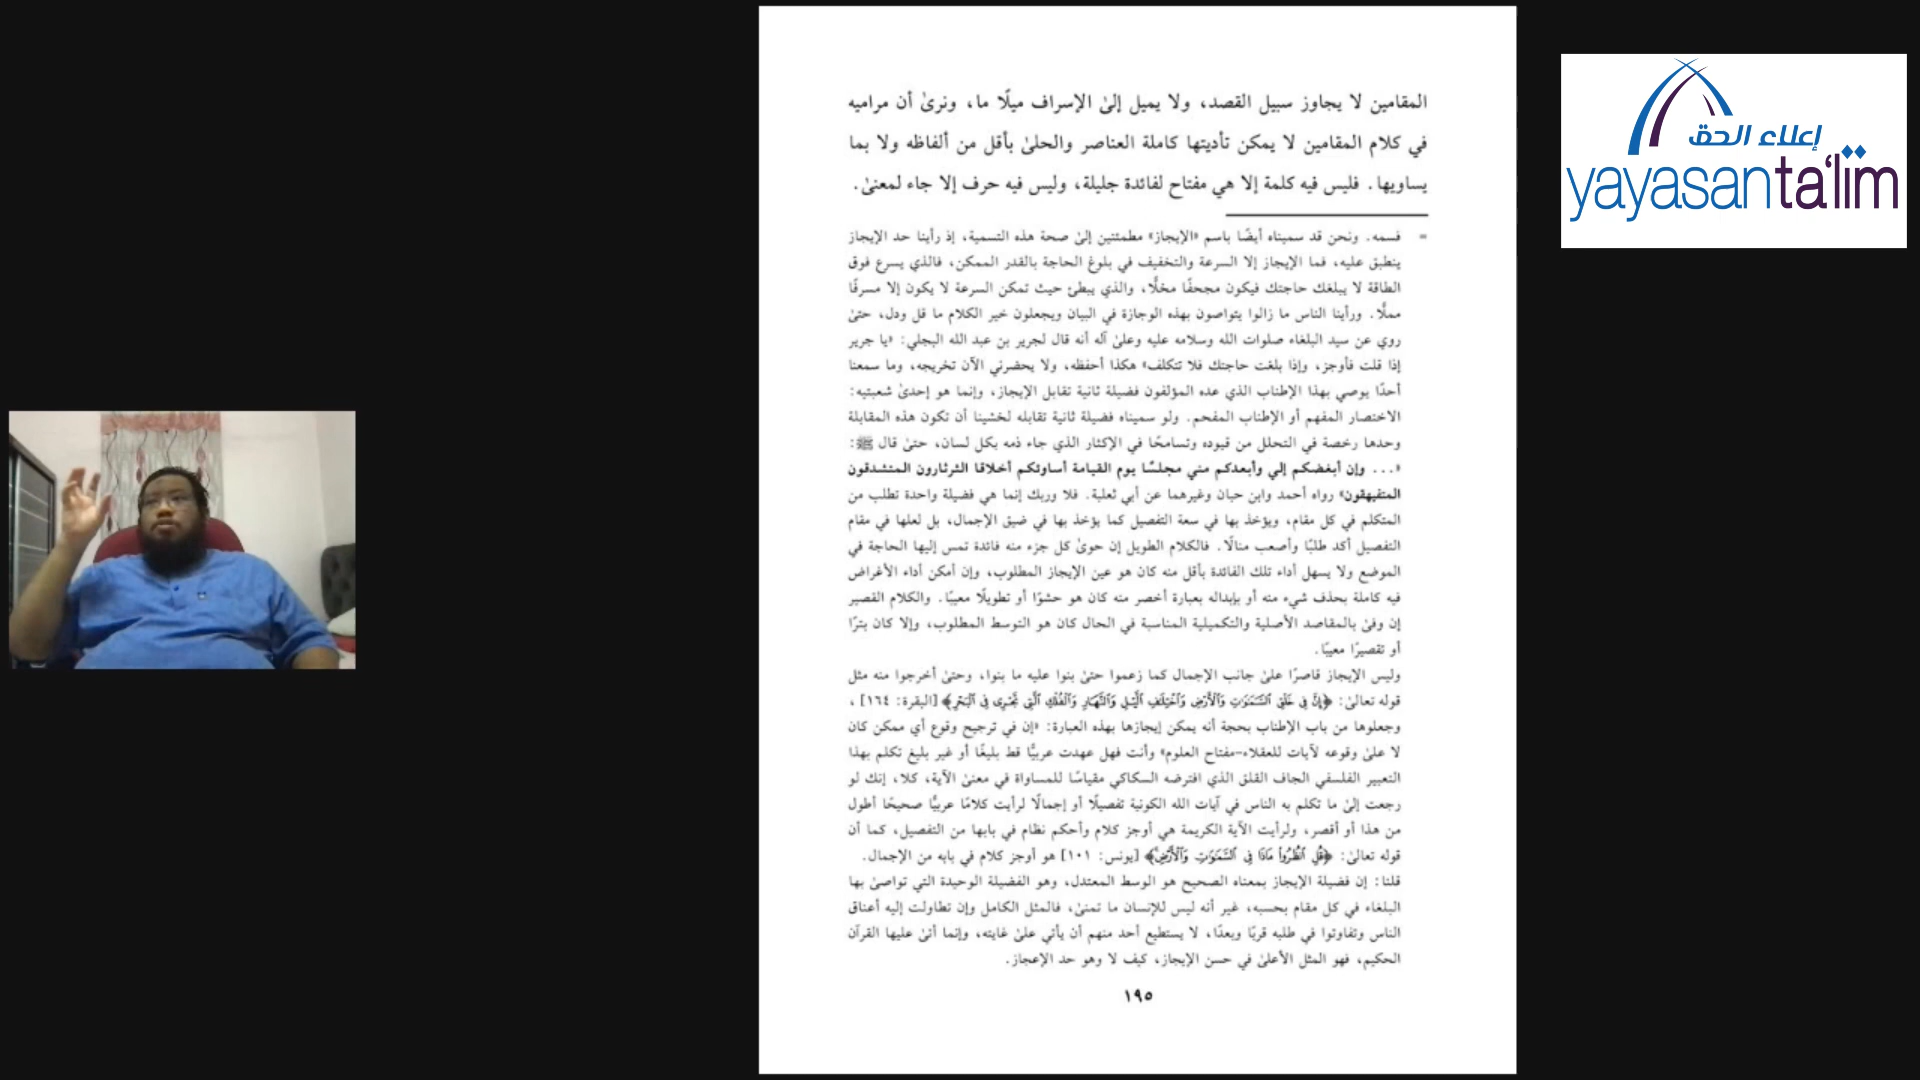 المقامين لا يجاوز سبيل القصد، ولا يميل إلىٰ الإسراف ميلًا ما، ونرىٰ أن مراميه
في كلام المقامين لا يمكن تأديتها كاملة العناصر والحلىٰ بأقل من ألفاظه ولا بما
يساويها. فليس فيه كلمة إلا هي مفتاح لفائدة جليلة، وليس فيه حرف إلا جاء لمعنىٰ.
= قسمه. ونحن قد سميناه أيضًا باسم «الإيجاز» مطمئنين إلىٰ صحة هذه التسمية، إذ رأينا حد الإيجاز
ينطبق عليه، فما الإيجاز إلا السرعة والتخفيف في بلوغ الحاجة بالقدر الممكن، فالذي يسرع فوق
الطاقة لا يبلغك حاجتك فيكون مجحفًا مخلًّا، والذي يبطئ حيث تمكن السرعة لا يكون إلا مسرفًا
مملًّا. ورأينا الناس ما زالوا يتواصون بهذه الوجازة في البيان ويجعلون خير الكلام ما قل ودل، حتىٰ
روي عن سيد البلغاء صلوات الله وسلامه عليه وعلىٰ آله أنه قال لجرير بن عبد الله البجلي: «يا جرير
إذا قلت فأوجز، وإذا بلغت حاجتك فلا تتكلف» هكذا أحفظه، ولا يحضرني الآن تخريجه، وما سمعنا
أحدًا يوصي بهذا الإطناب الذي عده المؤلفون فضيلة ثانية تقابل الإيجاز، وإنما هو إحدىٰ شعبتيه:
الاختصار المفهم أو الإطناب المفحم. ولو سميناه فضيلة ثانية تقابله لخشينا أن تكون هذه المقابلة
وحدها رخصة في التحلل من قيوده وتسامحًا في الإكثار الذي جاء ذمه بكل لسان، حتىٰ قال ﷺ:
«... وإن أبغضكم إلي وأبعدكم مني مجلسًا يوم القيامة أساوئكم أخلاقا الثرثارون المتشدقون
المتفيهقون» رواه أحمد وابن حبان وغيرهما عن أبي ثعلبة. فلا وربك إنما هي فضيلة واحدة تطلب من
المتكلم في كل مقام، ويؤخذ بها في سعة التفصيل كما يؤخذ بها في ضيق الإجمال، بل لعلها في مقام
التفصيل أكد طلبًا وأصعب منالًا. فالكلام الطويل إن حوىٰ كل جزء منه فائدة تمس إليها الحاجة في
الموضع ولا يسهل أداء تلك الفائدة بأقل منه كان هو عين الإيجاز المطلوب، وإن أمكن أداء الأغراض
فيه كاملة بحذف شيء منه أو بإبداله بعبارة أخصر منه كان هو حشوًا أو تطويلًا معيبًا. والكلام القصير
إن وفىٰ بالمقاصد الأصلية والتكميلية المناسبة في الحال كان هو التوسط المطلوب، وإلا كان بترًا
أو تقصيرًا معيبًا.
وليس الإيجاز قاصرًا علىٰ جانب الإجمال كما زعموا حتىٰ بنوا عليه ما بنوا، وحتىٰ أخرجوا منه مثل
قوله تعالىٰ: ﴿إِنَّ فِي خَلْقِ ٱلسَّمَٰوَٰتِ وَٱلْأَرْضِ وَٱخْتِلَٰفِ ٱلَّيْلِ وَٱلنَّهَارِ وَٱلْفُلْكِ ٱلَّتِي تَجْرِي فِي ٱلْبَحْرِ﴾ [البقرة: ١٦٤]،
وجعلوها من باب الإطناب بحجة أنه يمكن إيجازها بهذه العبارة: «إن في ترجيح وقوع أي ممكن كان
لا علىٰ وقوعه لآيات للعقلاء-مفتاح العلوم» وأنت فهل عهدت عربيًّا قط بليغًا أو غير بليغ تكلم بهذا
التعبير الفلسفي الجاف القلق الذي افترضه السكاكي مقياسًا للمساواة في معنىٰ الآية، كلا، إنك لو
رجعت إلىٰ ما تكلم به الناس في آيات الله الكونية تفصيلًا أو إجمالًا لرأيت كلامًا عربيًّا صحيحًا أطول
من هذا أو أقصر، ولرأيت الآية الكريمة هي أوجز كلام وأحكم نظام في بابها من التفصيل، كما أن
قوله تعالىٰ: ﴿قُلِ ٱنظُرُواْ مَاذَا فِي ٱلسَّمَٰوَٰتِ وَٱلْأَرْضِ﴾ [يونس: ١٠١] هو أوجز كلام في بابه من الإجمال.
قلنا: إن فضيلة الإيجاز بمعناه الصحيح هو الوسط المعتدل، وهو الفضيلة الوحيدة التي تواصىٰ بها
البلغاء في كل مقام بحسبه، غير أنه ليس للإنسان ما تمنىٰ، فالمثل الكامل وإن تطاولت إليه أعناق
الناس وتفاوتوا في طلبه قربًا وبعدًا، لا يستطيع أحد منهم أن يأتي علىٰ غايته، وإنما أتىٰ عليها القرآن
الحكيم، فهو المثل الأعلىٰ في حسن الإيجاز، كيف لا وهو حد الإعجاز.
١٩٥
إعلاء الحق
yayasanta'lim